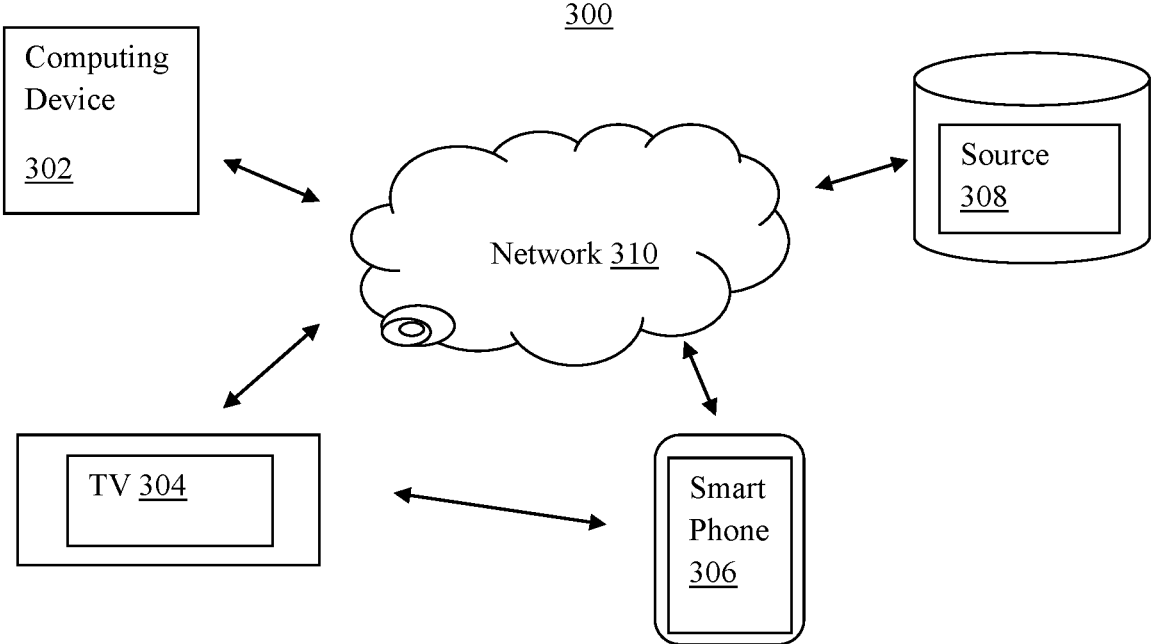 300
Computing
Device
302
Source
308
Network 310
TV 304
Smart
Phone
306